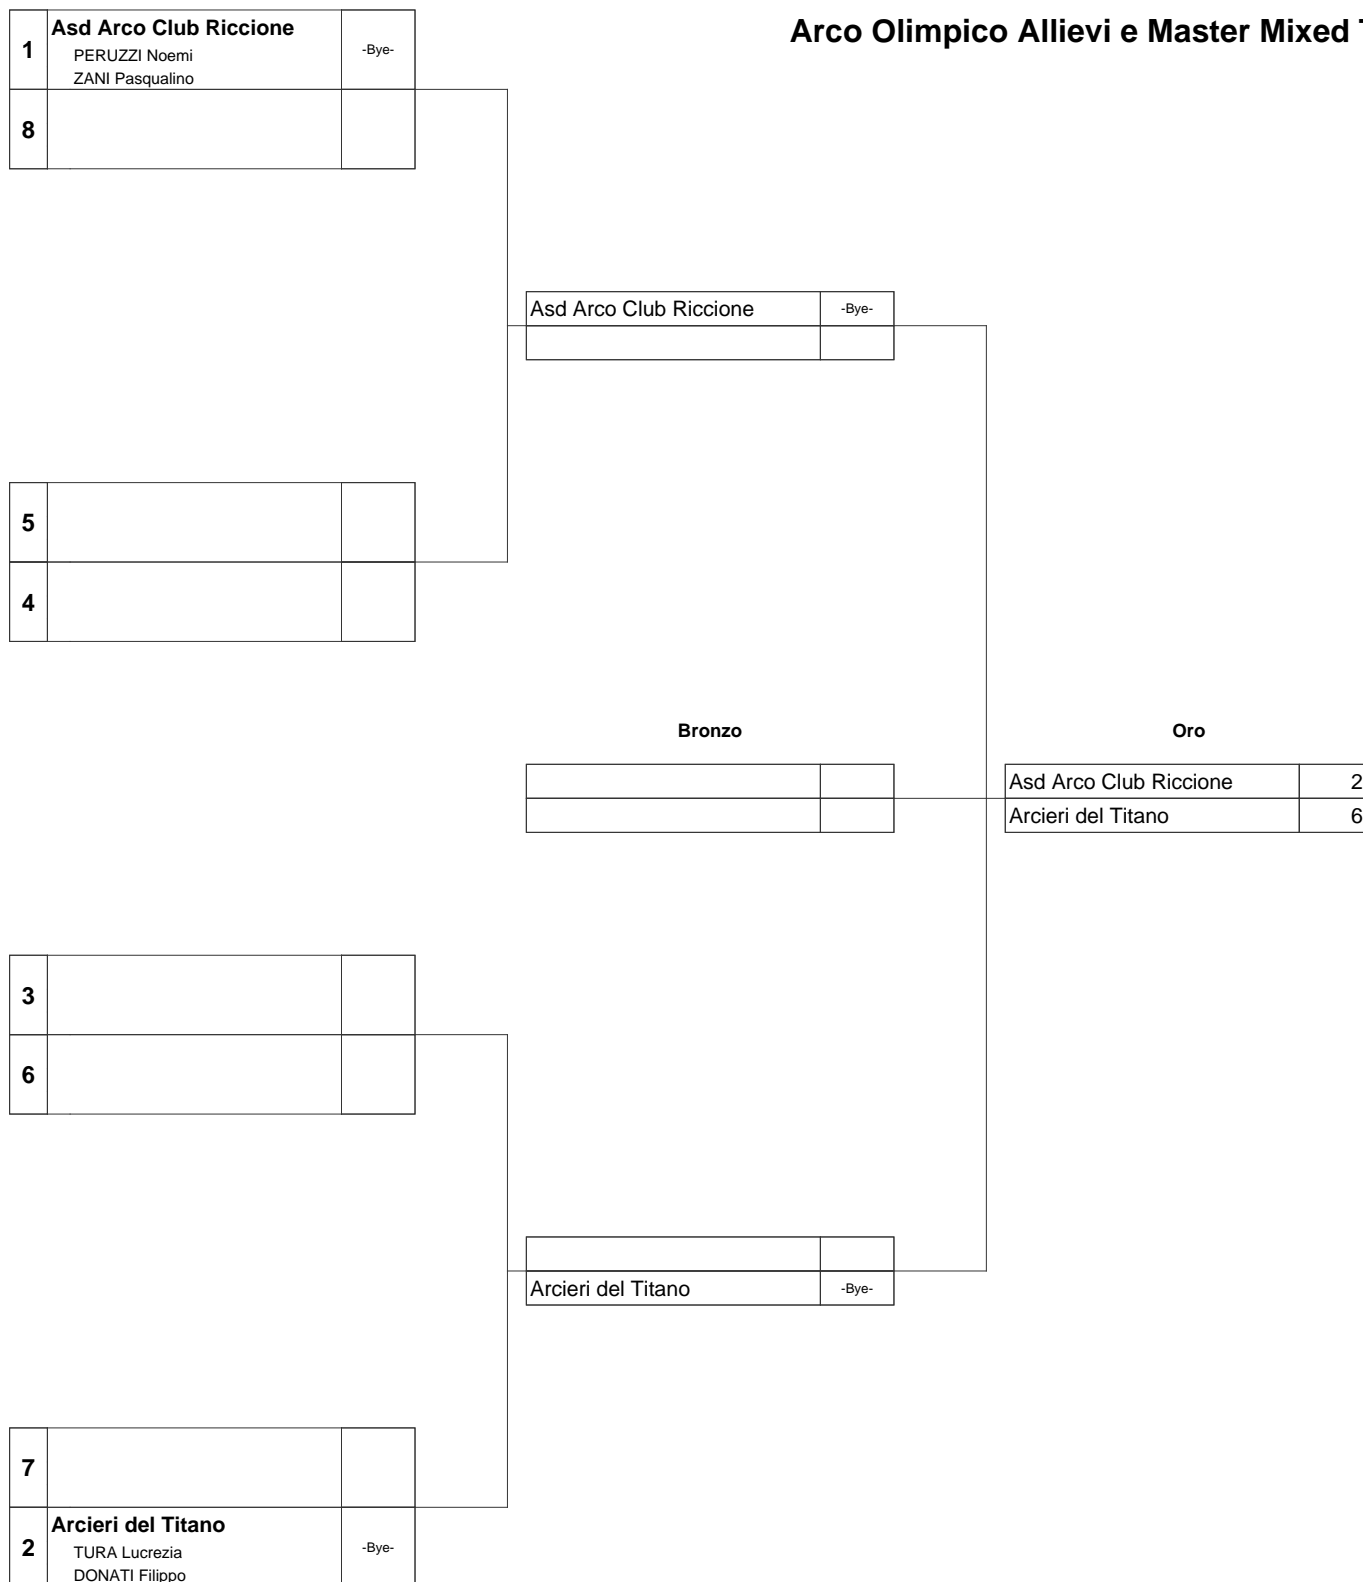 Arco Olimpico Allievi e Master Mixed
1
Asd Arco Club Riccione
PERUZZI Noemi
ZANI Pasqualino
-Bye-
8
Asd Arco Club Riccione -Bye-
5
4
Bronzo
Oro
Asd Arco Club Riccione 2
Arcieri del Titano 6
3
6
Arcieri del Titano -Bye-
7
2
Arcieri del Titano
TURA Lucrezia
DONATI Filippo
-Bye-